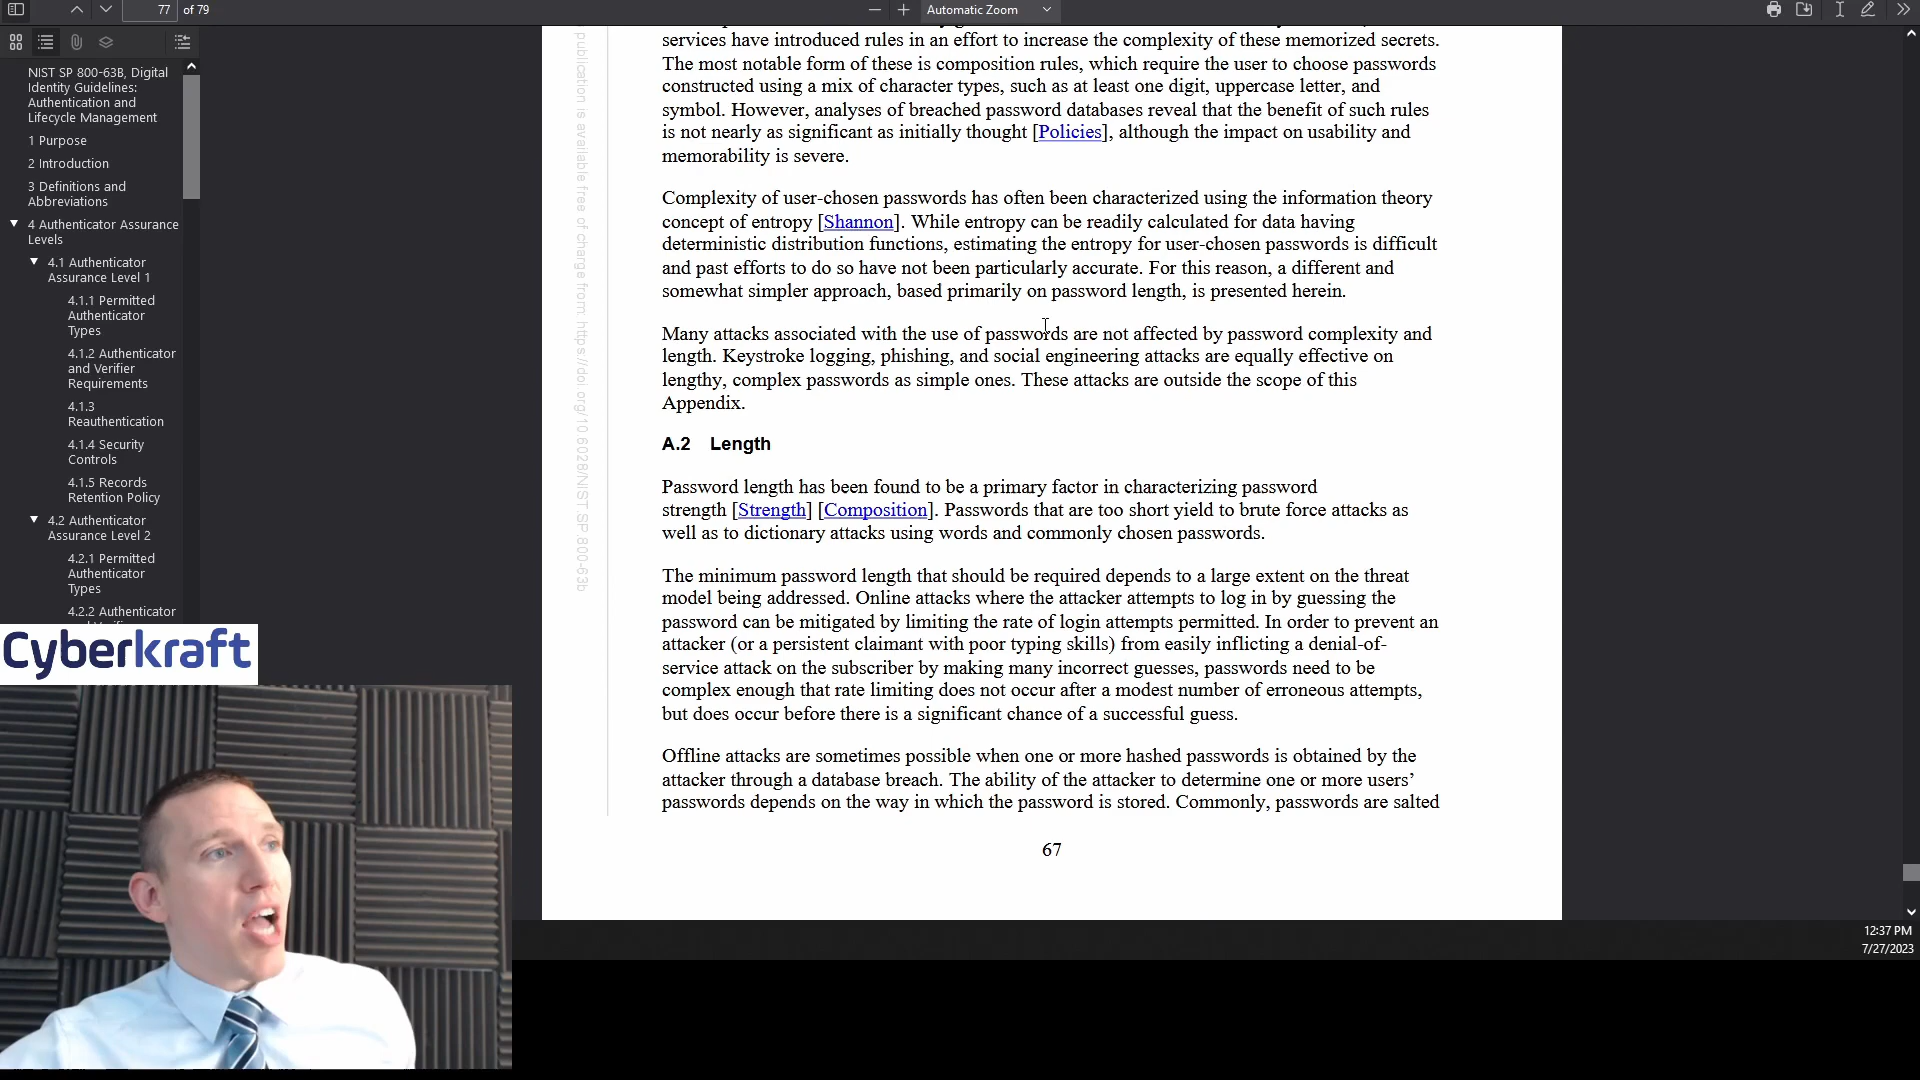 77 of 79
Automatic Zoom
NIST SP 800-63B, Digital
Identity Guidelines:
Authentication and
Lifecycle Management
1 Purpose
2 Introduction
3 Definitions and
Abbreviations
4 Authenticator Assurance
Levels
4.1 Authenticator
Assurance Level 1
4.1.1 Permitted
Authenticator
Types
4.1.2 Authenticator
and Verifier
Requirements
4.1.3
Reauthentication
4.1.4 Security
Controls
4.1.5 Records
Retention Policy
4.2 Authenticator
Assurance Level 2
4.2.1 Permitted
Authenticator
Types
4.2.2 Authenticator
Cyberkraft
publication is available free of charge from: https://doi.org/10.6028/NIST.SP.800-63b
services have introduced rules in an effort to increase the complexity of these memorized secrets.
The most notable form of these is composition rules, which require the user to choose passwords
constructed using a mix of character types, such as at least one digit, uppercase letter, and
symbol. However, analyses of breached password databases reveal that the benefit of such rules
is not nearly as significant as initially thought [Policies], although the impact on usability and
memorability is severe.
Complexity of user-chosen passwords has often been characterized using the information theory
concept of entropy [Shannon]. While entropy can be readily calculated for data having
deterministic distribution functions, estimating the entropy for user-chosen passwords is difficult
and past efforts to do so have not been particularly accurate. For this reason, a different and
somewhat simpler approach, based primarily on password length, is presented herein.
Many attacks associated with the use of passwords are not affected by password complexity and
length. Keystroke logging, phishing, and social engineering attacks are equally effective on
lengthy, complex passwords as simple ones. These attacks are outside the scope of this
Appendix.
A.2 Length
Password length has been found to be a primary factor in characterizing password
strength [Strength] [Composition]. Passwords that are too short yield to brute force attacks as
well as to dictionary attacks using words and commonly chosen passwords.
The minimum password length that should be required depends to a large extent on the threat
model being addressed. Online attacks where the attacker attempts to log in by guessing the
password can be mitigated by limiting the rate of login attempts permitted. In order to prevent an
attacker (or a persistent claimant with poor typing skills) from easily inflicting a denial-of-
service attack on the subscriber by making many incorrect guesses, passwords need to be
complex enough that rate limiting does not occur after a modest number of erroneous attempts,
but does occur before there is a significant chance of a successful guess.
Offline attacks are sometimes possible when one or more hashed passwords is obtained by the
attacker through a database breach. The ability of the attacker to determine one or more users’
passwords depends on the way in which the password is stored. Commonly, passwords are salted
67
12:37 PM
7/27/2023